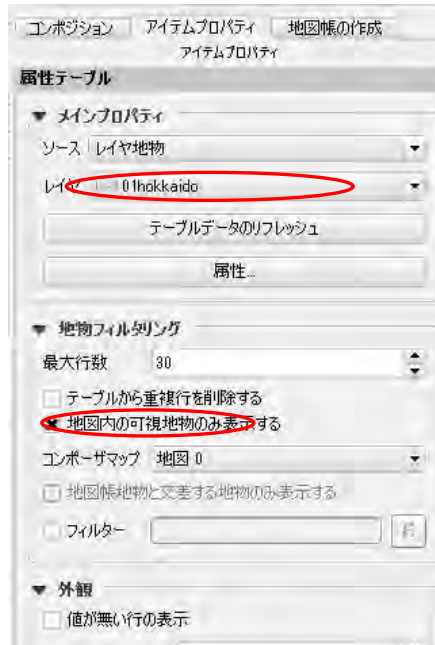 コンポジション アイテムプロパティ 地図帳の作成
アイテムプロパティ
属性テーブル
▼ メインプロパティ
ソース レイヤ地物
レイヤ 01hokkaido
テーブルデータのリフレッシュ
属性...
▼ 地物フィルタリング
最大行数 30
テーブルから重複行を削除する
地図内の可視地物のみ表示する
コンポーザマップ 地図 0
地図帳地物と交差する地物のみ表示する
フィルター
▼ 外観
値が無い行の表示